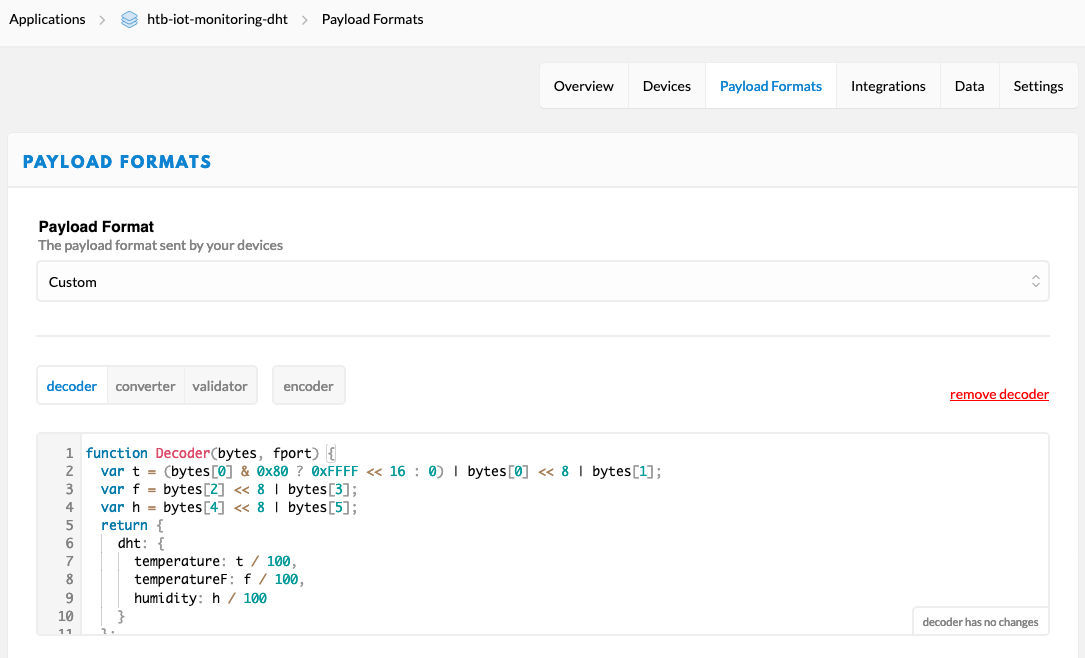 Applications > htb-iot-monitoring-dht > Payload Formats
Overview Devices Payload Formats Integrations Data Settings
PAYLOAD FORMATS
Payload Format
The payload format sent by your devices
Custom
decoder converter validator encoder
remove decoder
1 function Decoder(bytes, fport) {
2 var t = (bytes[0] & 0x80 ? 0xFFFF << 16 : 0) | bytes[0] << 8 | bytes[1];
3 var f = bytes[2] << 8 | bytes[3];
4 var h = bytes[4] << 8 | bytes[5];
5 return {
6 dht: {
7 temperature: t / 100,
8 temperatureF: f / 100,
9 humidity: h / 100
10 }
11 };
decoder has no changes